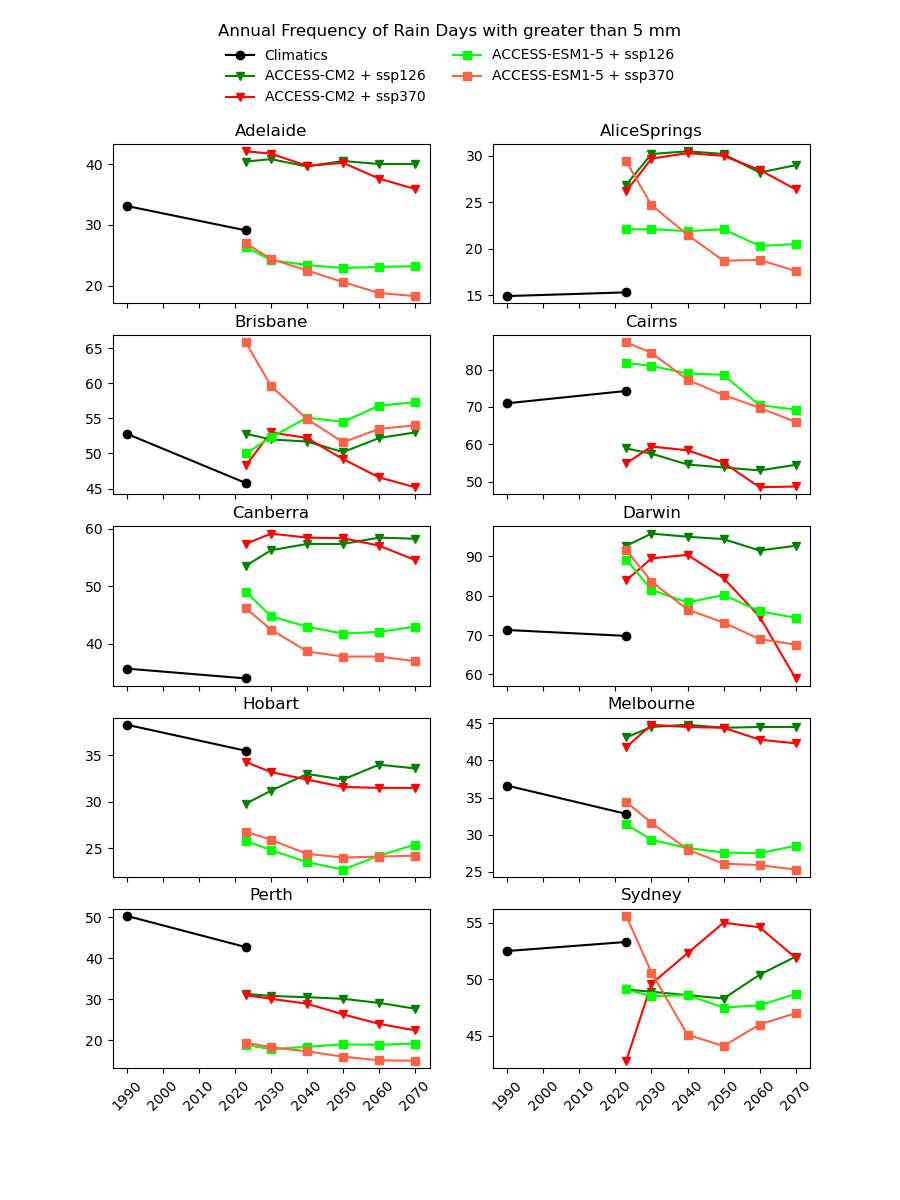 Annual Frequency of Rain Days with greater than 5 mm
Climatics
ACCESS-CM2 + ssp126
ACCESS-CM2 + ssp370
ACCESS-ESM1-5 + ssp126
ACCESS-ESM1-5 + ssp370
Adelaide
40
30
20
AliceSprings
30
25
20
15
Brisbane
65
60
55
50
45
Cairns
80
70
60
50
Canberra
60
50
40
Darwin
90
80
70
60
Hobart
35
30
25
Melbourne
45
40
35
30
25
Perth
50
40
30
20
1990 2000 2010 2020 2030 2040 2050 2060 2070
Sydney
55
50
45
1990 2000 2010 2020 2030 2040 2050 2060 2070